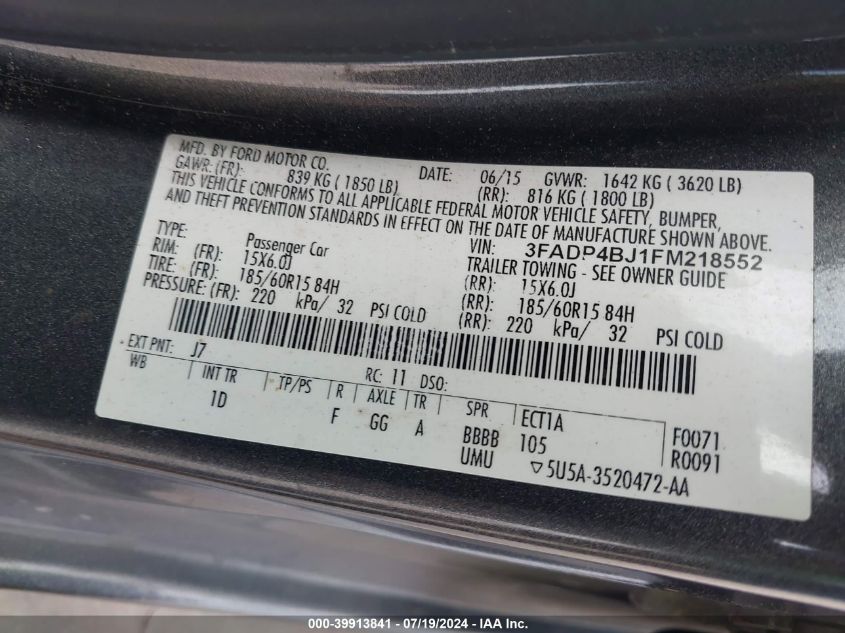 MFD. BY FORD MOTOR CO. DATE: 06/15 GVWR: 1642 KG ( 3620 LB)
GAWR: (FR): 839 KG ( 1850 LB) (RR): 816 KG ( 1800 LB)
THIS VEHICLE CONFORMS TO ALL APPLICABLE FEDERAL MOTOR VEHICLE SAFETY, BUMPER,
AND THEFT PREVENTION STANDARDS IN EFFECT ON THE DATE OF MANUFACTURE SHOWN ABOVE.
VIN: 3FADP4BJ1FM218552
TYPE: Passenger Car TRAILER TOWING - SEE OWNER GUIDE
RIM: (FR): 15X6.0J (RR): 15X6.0J
TIRE: (FR): 185/60R15 84H (RR): 185/60R15 84H
PRESSURE: (FR): 220 kPa/ 32 PSI COLD (RR): 220 kPa/ 32 PSI COLD
EXT PNT: J7 RC: 11 DSO:
WB INT TR TP/PS R AXLE TR SPR ECT1A
1D F GG A BBBB 105 F0071
UMU R0091
▽5U5A-3520472-AA
000-39913841 / 07/19/2024 - IAA Inc.